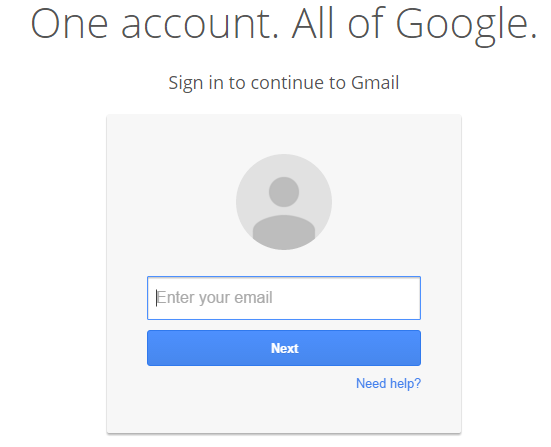 One account. All of Google.
Sign in to continue to Gmail
Enter your email
Next
Need help?